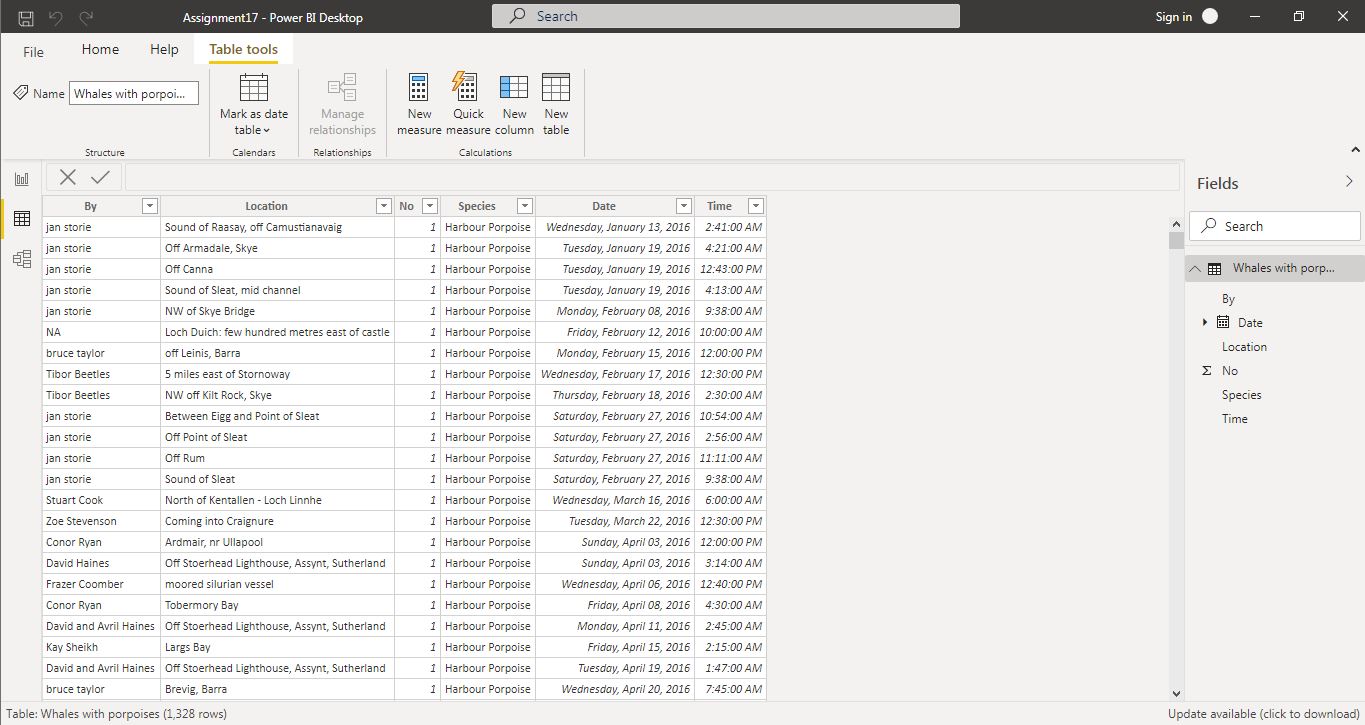 Assignment17 - Power BI Desktop
Search
Sign in
File
Home
Help
Table tools
Name
Whales with porpoi...
Mark as date table
Manage relationships
New measure
Quick measure
New column
New table
Structure
Calendars
Relationships
Calculations
Fields
Search
Whales with porp...
By
Date
Location
Σ No
Species
Time
By Location No Species Date Time
jan storie Sound of Raasay, off Camustianavaig 1 Harbour Porpoise Wednesday, January 13, 2016 2:41:00 AM
jan storie Off Armadale, Skye 1 Harbour Porpoise Tuesday, January 19, 2016 4:21:00 AM
jan storie Off Canna 1 Harbour Porpoise Tuesday, January 19, 2016 12:43:00 PM
jan storie Sound of Sleat, mid channel 1 Harbour Porpoise Tuesday, January 19, 2016 4:13:00 AM
jan storie NW of Skye Bridge 1 Harbour Porpoise Monday, February 08, 2016 9:38:00 AM
NA Loch Duich: few hundred metres east of castle 1 Harbour Porpoise Friday, February 12, 2016 10:00:00 AM
bruce taylor off Leinis, Barra 1 Harbour Porpoise Monday, February 15, 2016 12:00:00 PM
Tibor Beetles 5 miles east of Stornoway 1 Harbour Porpoise Wednesday, February 17, 2016 12:30:00 PM
Tibor Beetles NW off Kilt Rock, Skye 1 Harbour Porpoise Thursday, February 18, 2016 2:30:00 AM
jan storie Between Eigg and Point of Sleat 1 Harbour Porpoise Saturday, February 27, 2016 10:54:00 AM
jan storie Off Point of Sleat 1 Harbour Porpoise Saturday, February 27, 2016 2:56:00 AM
jan storie Off Rum 1 Harbour Porpoise Saturday, February 27, 2016 11:11:00 AM
jan storie Sound of Sleat 1 Harbour Porpoise Saturday, February 27, 2016 9:38:00 AM
Stuart Cook North of Kentallen - Loch Linnhe 1 Harbour Porpoise Wednesday, March 16, 2016 6:00:00 AM
Zoe Stevenson Coming into Craignure 1 Harbour Porpoise Tuesday, March 22, 2016 12:30:00 PM
Conor Ryan Ardmair, nr Ullapool 1 Harbour Porpoise Sunday, April 03, 2016 12:00:00 PM
David Haines Off Stoerhead Lighthouse, Assynt, Sutherland 1 Harbour Porpoise Sunday, April 03, 2016 3:14:00 AM
Frazer Coomber moored silurian vessel 1 Harbour Porpoise Wednesday, April 06, 2016 12:40:00 PM
Conor Ryan Tobermory Bay 1 Harbour Porpoise Friday, April 08, 2016 4:30:00 AM
David and Avril Haines Off Stoerhead Lighthouse, Assynt, Sutherland 1 Harbour Porpoise Monday, April 11, 2016 2:45:00 AM
Kay Sheikh Largs Bay 1 Harbour Porpoise Friday, April 15, 2016 2:15:00 AM
David and Avril Haines Off Stoerhead Lighthouse, Assynt, Sutherland 1 Harbour Porpoise Tuesday, April 19, 2016 1:47:00 AM
bruce taylor Brevig, Barra 1 Harbour Porpoise Wednesday, April 20, 2016 7:45:00 AM
Table: Whales with porpoises (1,328 rows)
Update available (click to download)